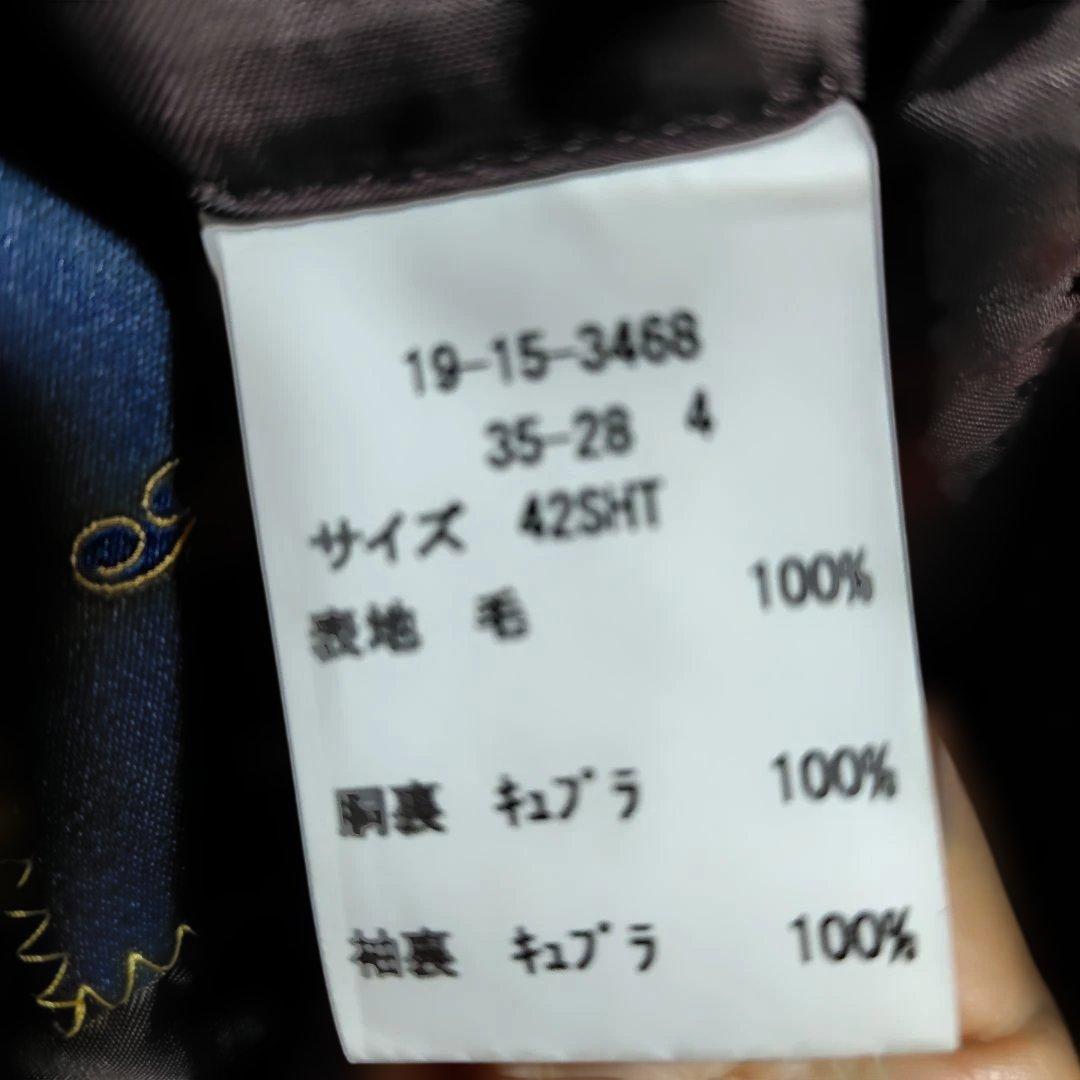 19-15-3468
35-28 4
サイズ 42SHT
表地 毛 100%
胴裏 キュプラ 100%
袖裏 キュプラ 100%